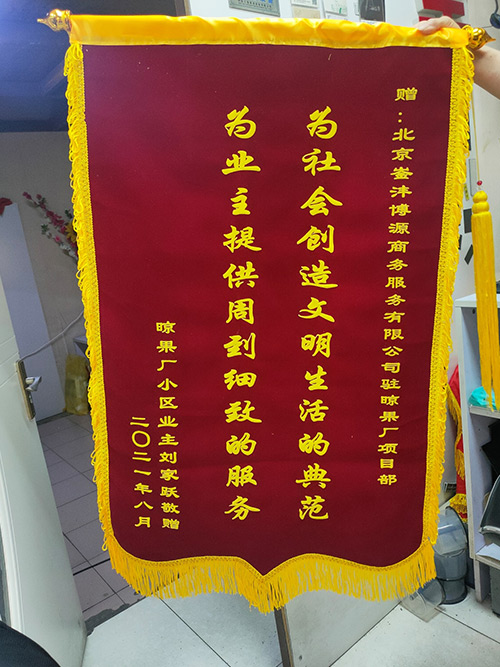 赠：北京崟沣博源商务服务有限公司驻晾果厂项目部
为社会创造文明生活的典范
为业主提供周到细致的服务
晾果厂小区业主刘家跃敬赠
二〇二一年八月